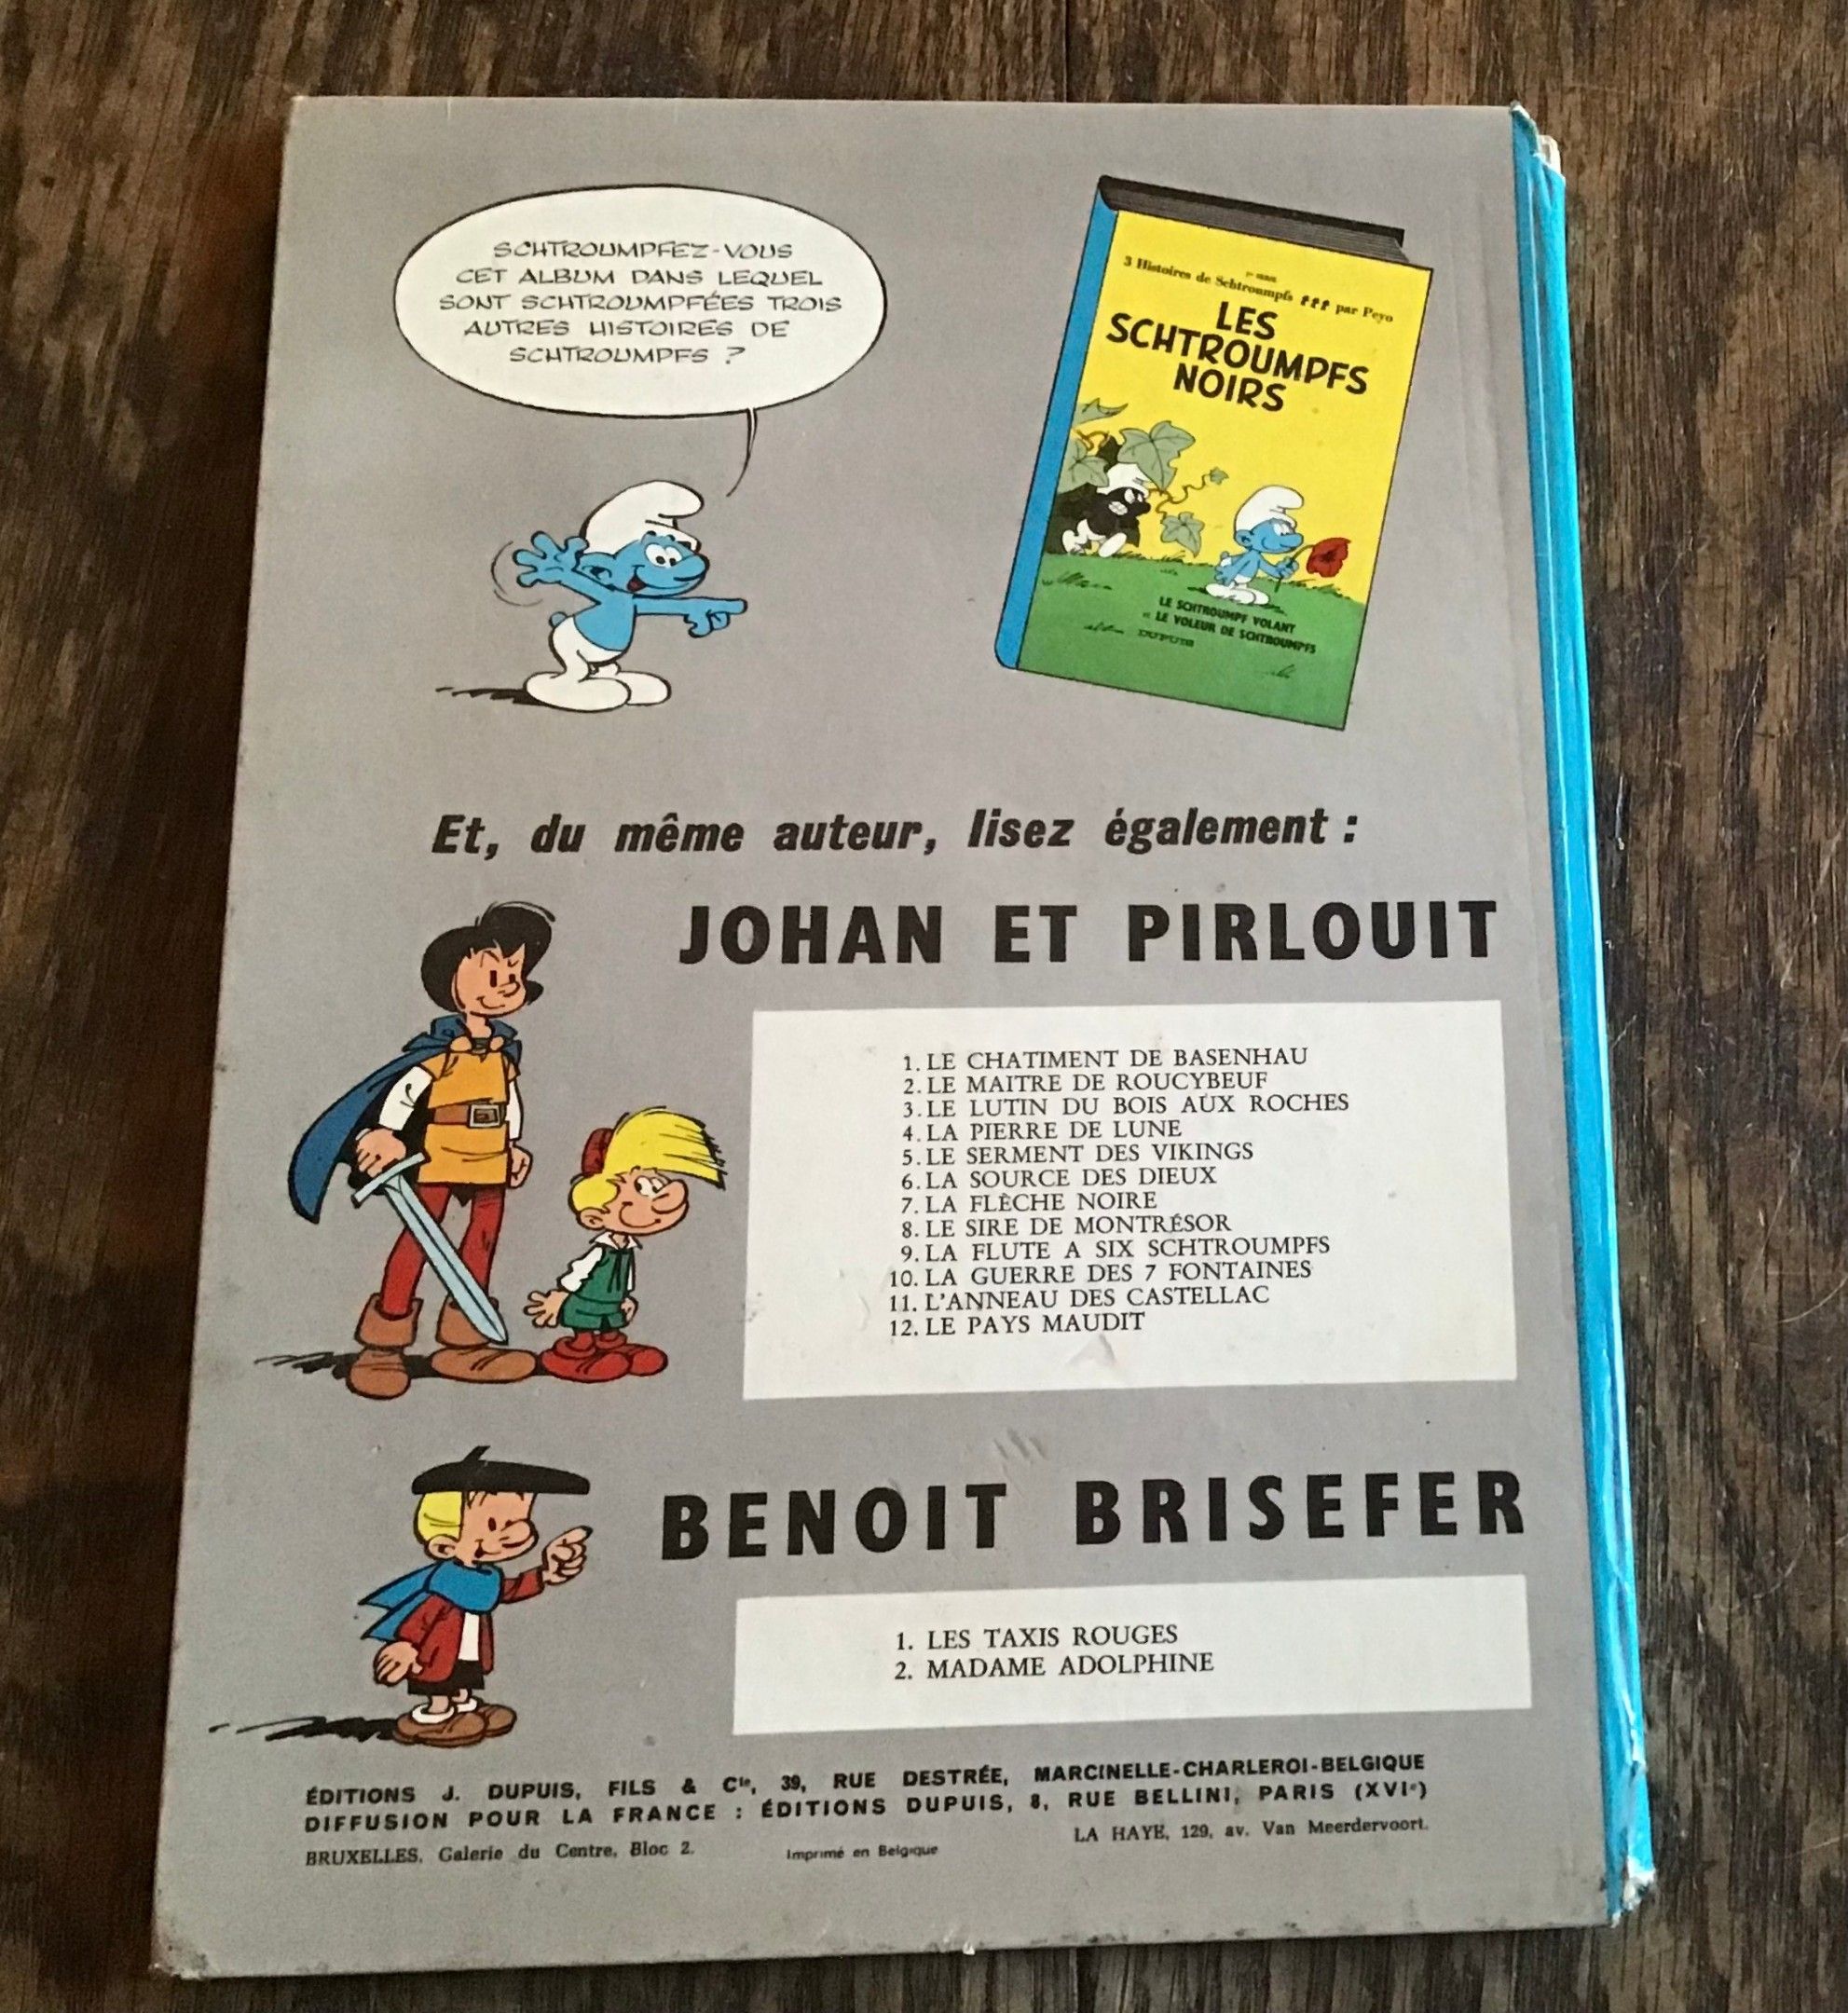 SCHTROUMPFEZ-VOUS
CET ALBUM DANS LEQUEL
SONT SCHTROUMPFÉES TROIS
AUTRES HISTOIRES DE
SCHTROUMPFS ?
3 Histoires de Schtroumpfs par Peyo
LES
SCHTROUMPFS
NOIRS
LE SCHTROUMPF VOLANT
et LE VOLEUR DE SCHTROUMPFS
DUPUIS
Et, du même auteur, lisez également :
JOHAN ET PIRLOUIT
1. LE CHATIMENT DE BASENHAU
2. LE MAITRE DE ROUCYBEUF
3. LE LUTIN DU BOIS AUX ROCHES
4. LA PIERRE DE LUNE
5. LE SERMENT DES VIKINGS
6. LA SOURCE DES DIEUX
7. LA FLÈCHE NOIRE
8. LE SIRE DE MONTRÉSOR
9. LA FLUTE A SIX SCHTROUMPFS
10. LA GUERRE DES 7 FONTAINES
11. L'ANNEAU DES CASTELLAC
12. LE PAYS MAUDIT
BENOIT BRISEFER
1. LES TAXIS ROUGES
2. MADAME ADOLPHINE
ÉDITIONS J. DUPUIS, FILS & Cie, 39, RUE DESTRÉE, MARCINELLE-CHARLEROI-BELGIQUE
DIFFUSION POUR LA FRANCE : ÉDITIONS DUPUIS, 8, RUE BELLINI, PARIS (XVIe)
BRUXELLES, Galerie du Centre, Bloc 2. Imprimé en Belgique LA HAYE, 129, av. Van Meerdervoort.